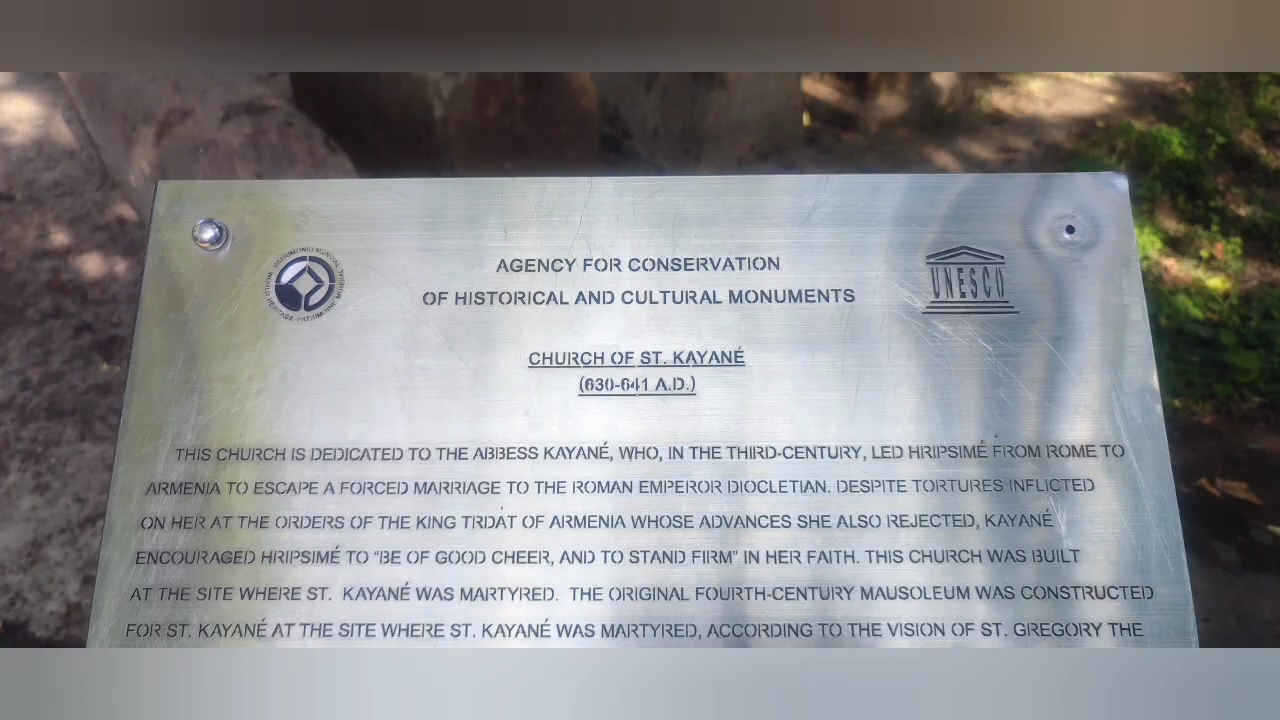 PATRIMONIO MUNDIAL
WORLD HERITAGE · PATRIMOINE MONDIAL
UNESCO
AGENCY FOR CONSERVATION
OF HISTORICAL AND CULTURAL MONUMENTS
CHURCH OF ST. KAYANÉ
(630-641 A.D.)
THIS CHURCH IS DEDICATED TO THE ABBESS KAYANÉ, WHO, IN THE THIRD-CENTURY, LED HRIPSIMÉ FROM ROME TO
ARMENIA TO ESCAPE A FORCED MARRIAGE TO THE ROMAN EMPEROR DIOCLETIAN. DESPITE TORTURES INFLICTED
ON HER AT THE ORDERS OF THE KING TRDAT OF ARMENIA WHOSE ADVANCES SHE ALSO REJECTED, KAYANÉ
ENCOURAGED HRIPSIMÉ TO “BE OF GOOD CHEER, AND TO STAND FIRM” IN HER FAITH. THIS CHURCH WAS BUILT
AT THE SITE WHERE ST. KAYANÉ WAS MARTYRED. THE ORIGINAL FOURTH-CENTURY MAUSOLEUM WAS CONSTRUCTED
FOR ST. KAYANÉ AT THE SITE WHERE ST. KAYANÉ WAS MARTYRED, ACCORDING TO THE VISION OF ST. GREGORY THE